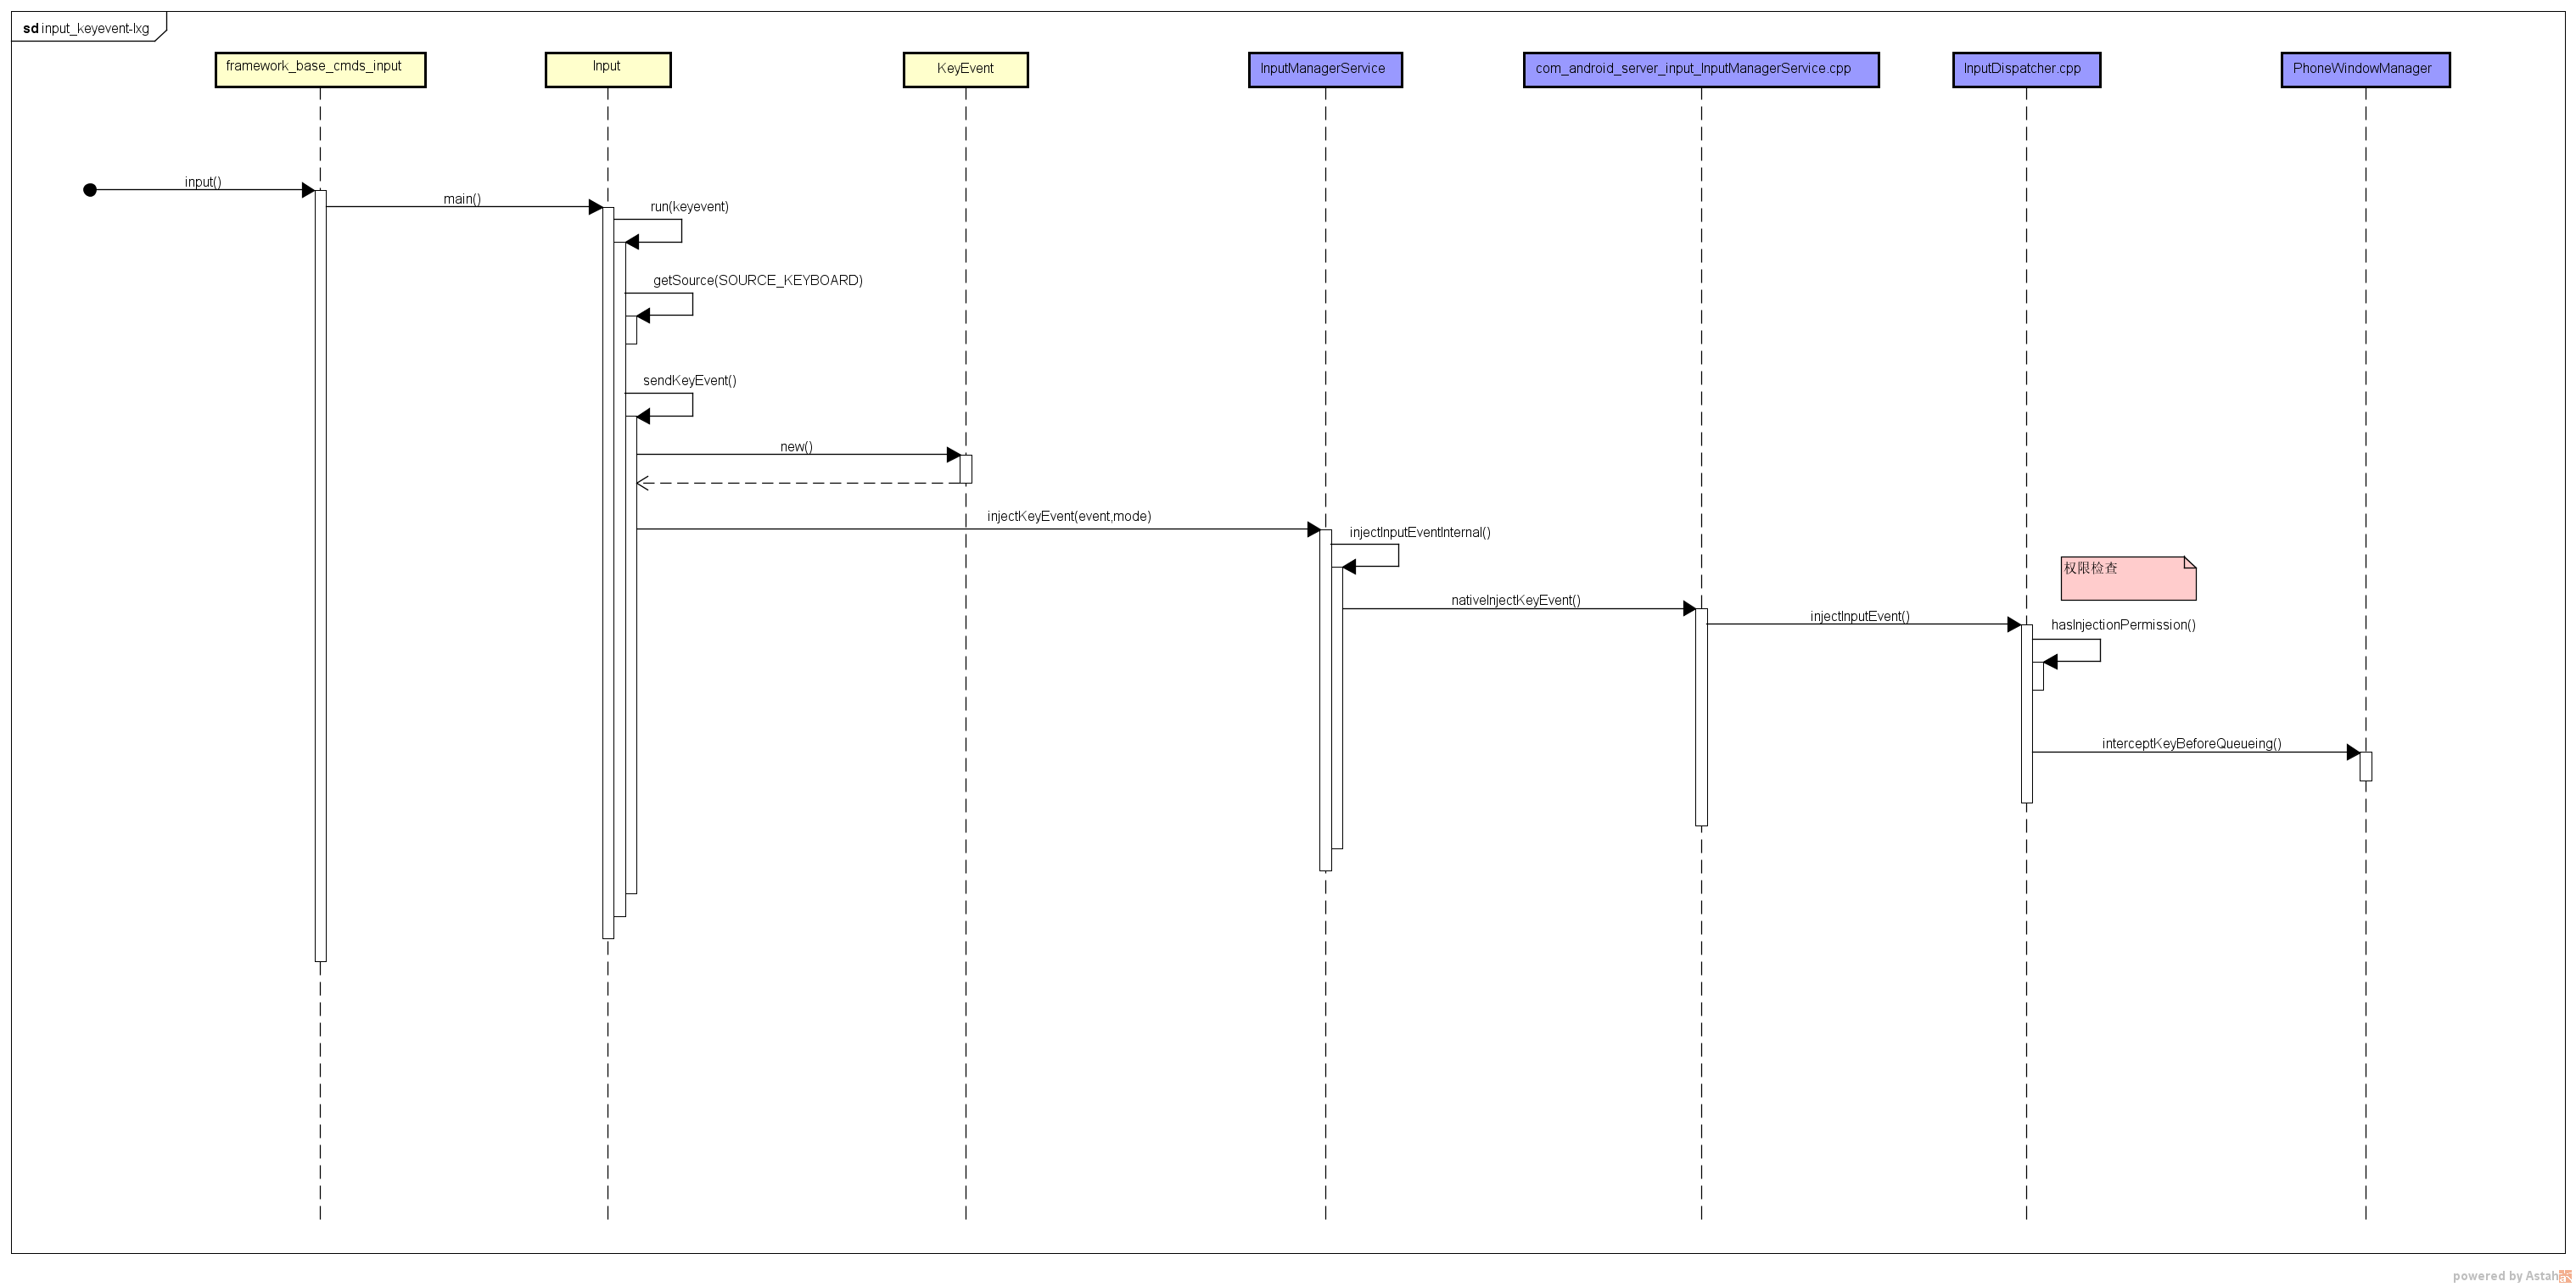 sd input_keyevent-lxg
framework_base_cmds_input
Input
KeyEvent
InputManagerService
com_android_server_input_InputManagerService.cpp
InputDispatcher.cpp
PhoneWindowManager
input()
main()
run(keyevent)
getSource(SOURCE_KEYBOARD)
sendKeyEvent()
new()
injectKeyEvent(event,mode)
injectInputEventInternal()
权限检查
nativeInjectKeyEvent()
injectInputEvent()
hasInjectionPermission()
interceptKeyBeforeQueueing()
powered by Astah